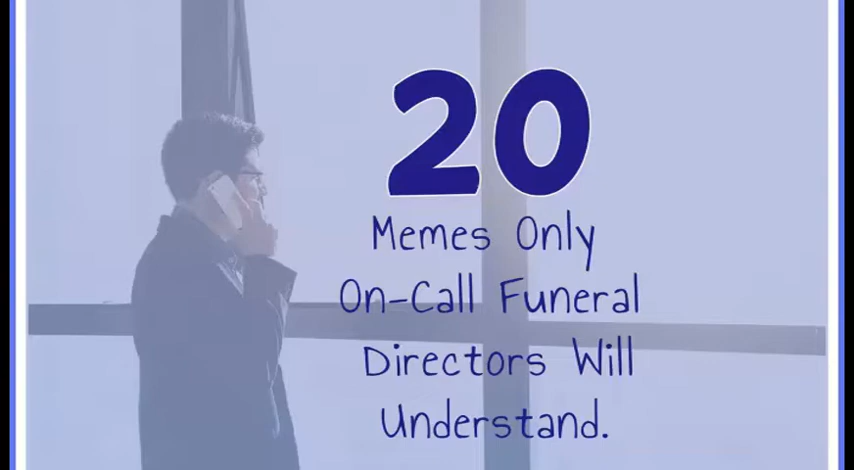 20
Memes Only
On-Call Funeral
Directors Will
Understand.